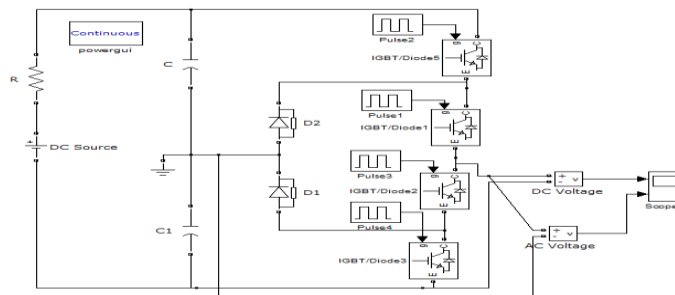 Continuous
powergui
R
DC Source
C
C1
D2
D1
Pulse2
g C
E
IGBT/Diode5
Pulse1
g C
E
IGBT/Diode1
Pulse3
g C
E
IGBT/Diode2
Pulse4
g C
E
IGBT/Diode3
+
-
v
DC Voltage
+
-
v
AC Voltage
Scope